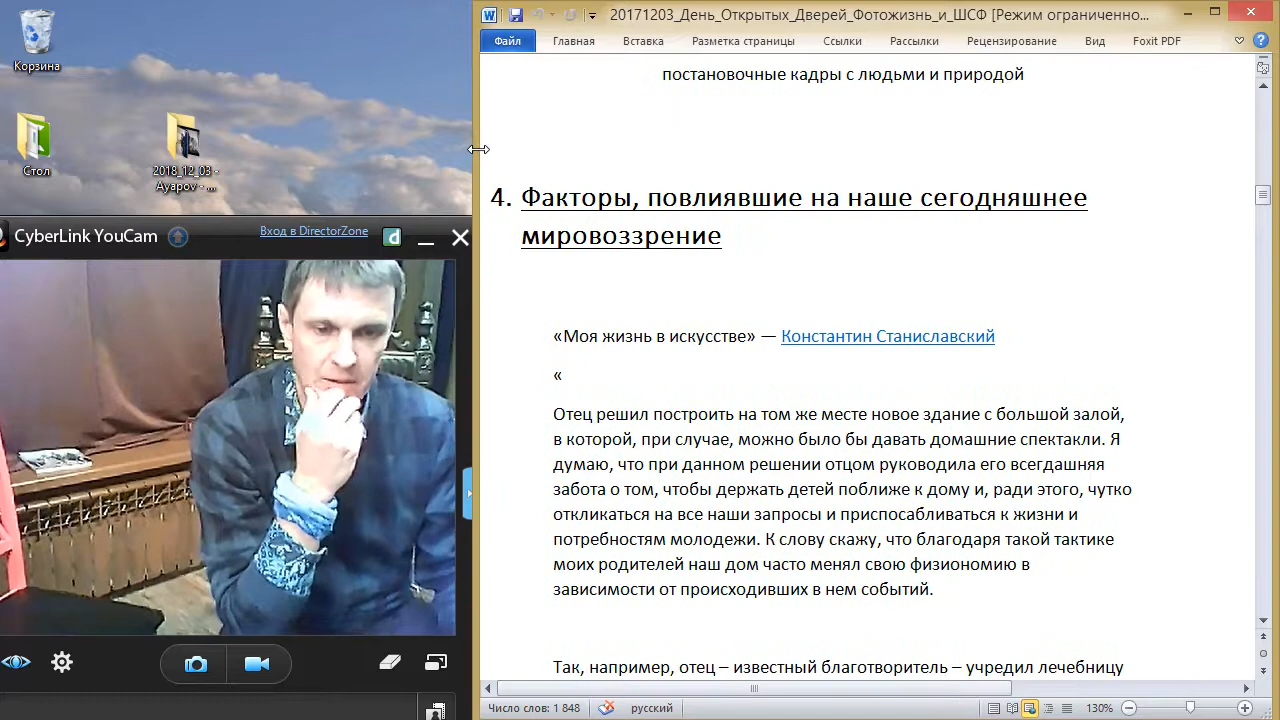 Корзина
Стол
2018_12_03 -
Ayapov - ...
CyberLink YouCam
Вход в DirectorZone
20171203_День_Открытых_Дверей_Фотожизнь_и_ШСФ [Режим ограниченно...
Файл
Главная
Вставка
Разметка страницы
Ссылки
Рассылки
Рецензирование
Вид
Foxit PDF
постановочные кадры с людьми и природой
4. Факторы, повлиявшие на наше сегодняшнее
мировоззрение
«Моя жизнь в искусстве» — Константин Станиславский
«
Отец решил построить на том же месте новое здание с большой залой,
в которой, при случае, можно было бы давать домашние спектакли. Я
думаю, что при данном решении отцом руководила его всегдашняя
забота о том, чтобы держать детей поближе к дому и, ради этого, чутко
откликаться на все наши запросы и приспосабливаться к жизни и
потребностям молодежи. К слову скажу, что благодаря такой тактике
моих родителей наш дом часто менял свою физиономию в
зависимости от происходивших в нем событий.
Так, например, отец – известный благотворитель – учредил лечебницу
Число слов: 1 848
русский
130%